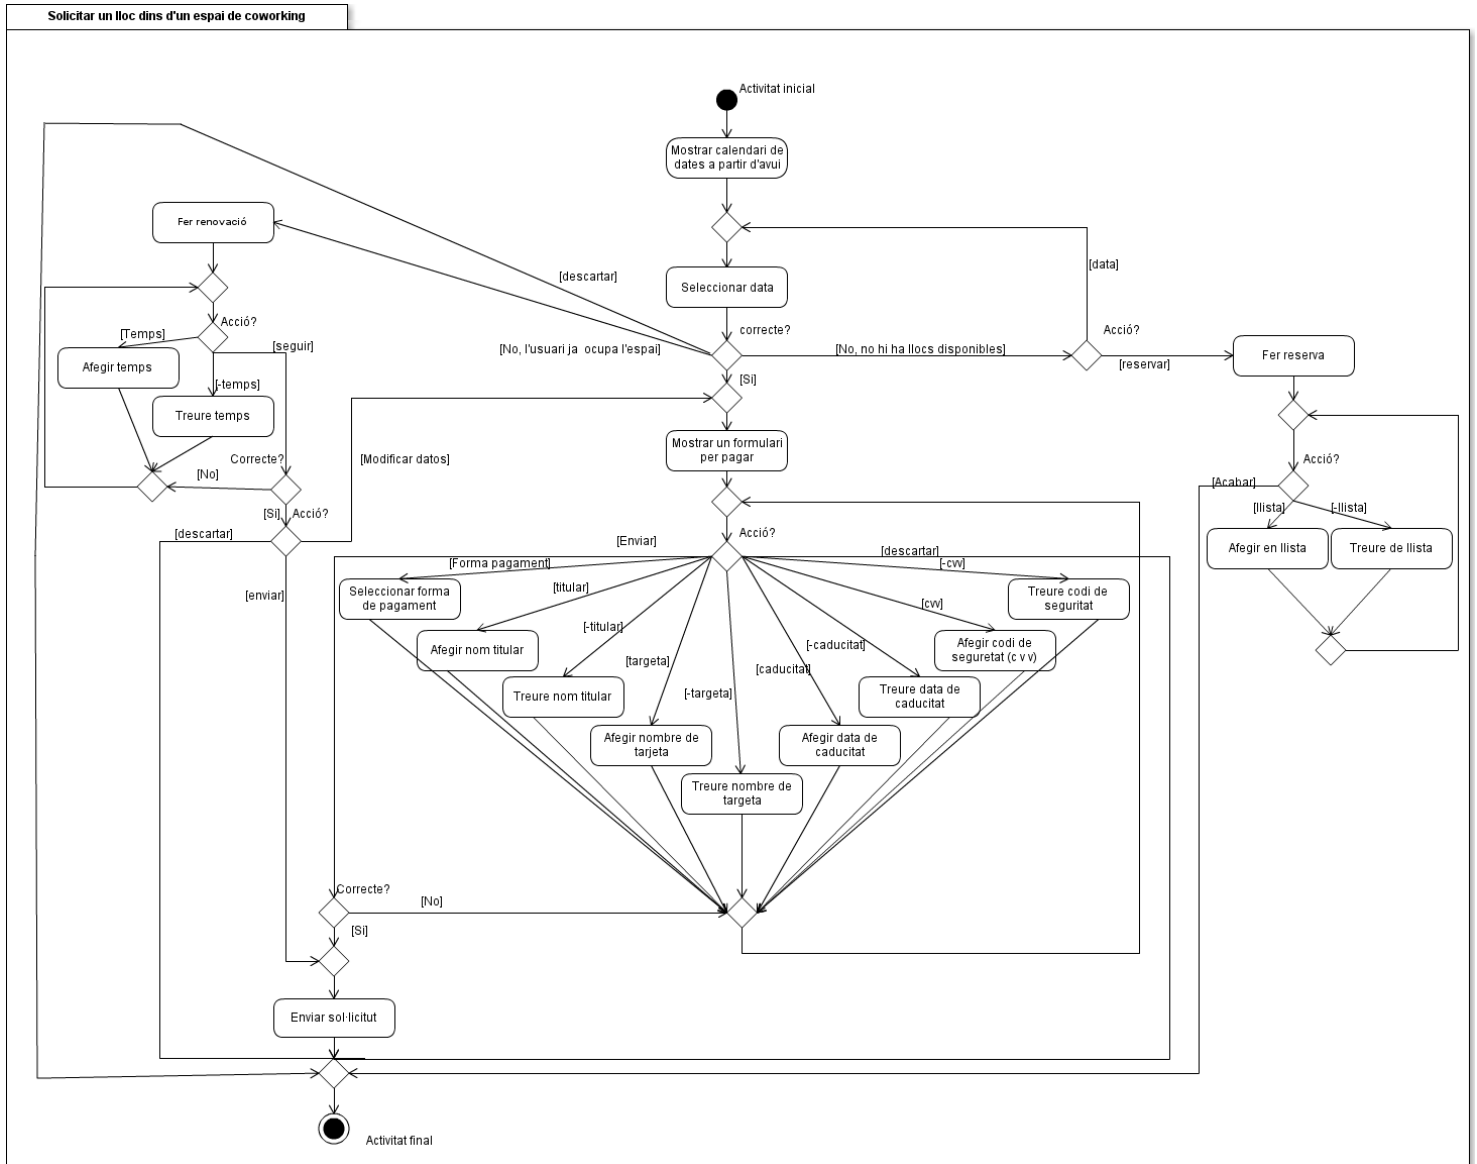 Solicitar un lloc dins d'un espai de coworking
Activitat inicial
Mostrar calendari de
dates a partir d'avui
Fer renovació
[descartar]
[data]
Seleccionar data
Acció?
[Temps]
[seguir]
correcte?
[No, l'usuari ja ocupa l'espai]
[No, no hi ha llocs disponibles]
Acció?
[reservar]
Fer reserva
Afegir temps
[-temps]
[Si]
Treure temps
Mostrar un formulari
per pagar
Correcte?
[Modificar datos]
[No]
Acció?
[Acabar]
[Si]
Acció?
[llista]
[-llista]
[descartar]
[Enviar]
Acció?
[descartar]
Afegir en llista
Treure de llista
[Forma pagament]
[-cvv]
[enviar]
Seleccionar forma
de pagament
[titular]
[cvv]
Treure codi de
seguritat
[-titular]
[-caducitat]
Afegir nom titular
Afegir codi de
seguretat (c v v)
[targeta]
[caducitat]
[-targeta]
Treure nom titular
Treure data de
caducitat
Afegir nombre de
tarjeta
Afegir data de
caducitat
Treure nombre de
targeta
Correcte?
[No]
[Si]
Enviar sol·licitut
Activitat final